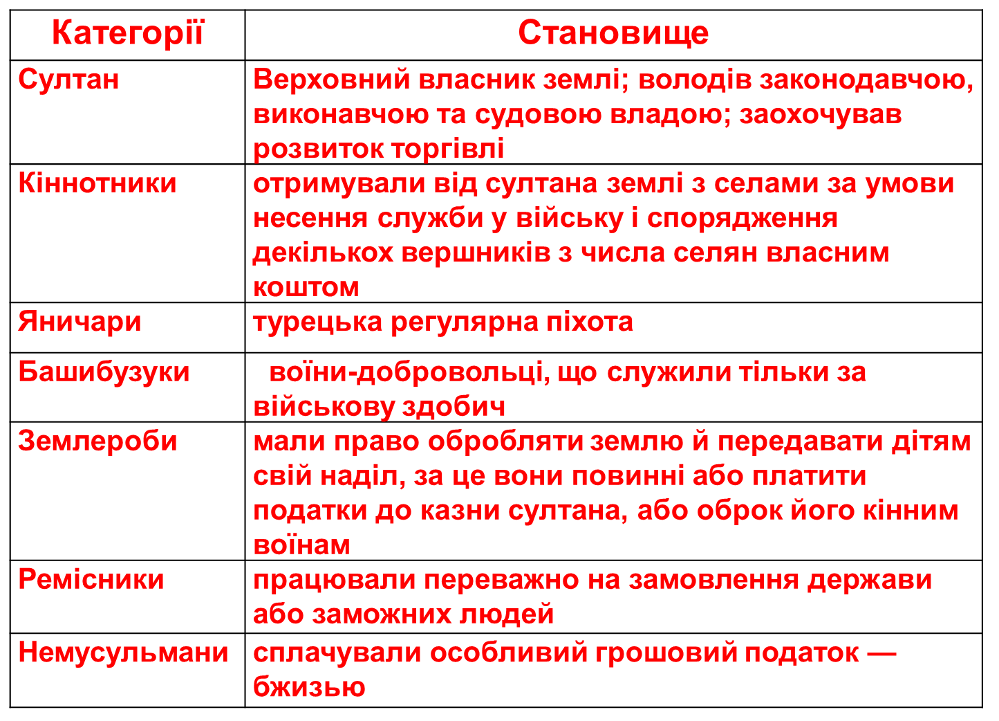 Категорії
Становище
Султан
Верховний власник землі; володів законодавчою,
виконавчою та судовою владою; заохочував
розвиток торгівлі
Кіннотники
отримували від султана землі з селами за умови
несення служби у війську і спорядження
декількох вершників з числа селян власним
коштом
Яничари
турецька регулярна піхота
Башибузуки
воїни-добровольці, що служили тільки за
військову здобич
Землероби
мали право обробляти землю й передавати дітям
свій наділ, за це вони повинні або платити
податки до казни султана, або оброк його кінним
воїнам
Ремісники
працювали переважно на замовлення держави
або заможних людей
Немусульмани
сплачували особливий грошовий податок —
бжизью